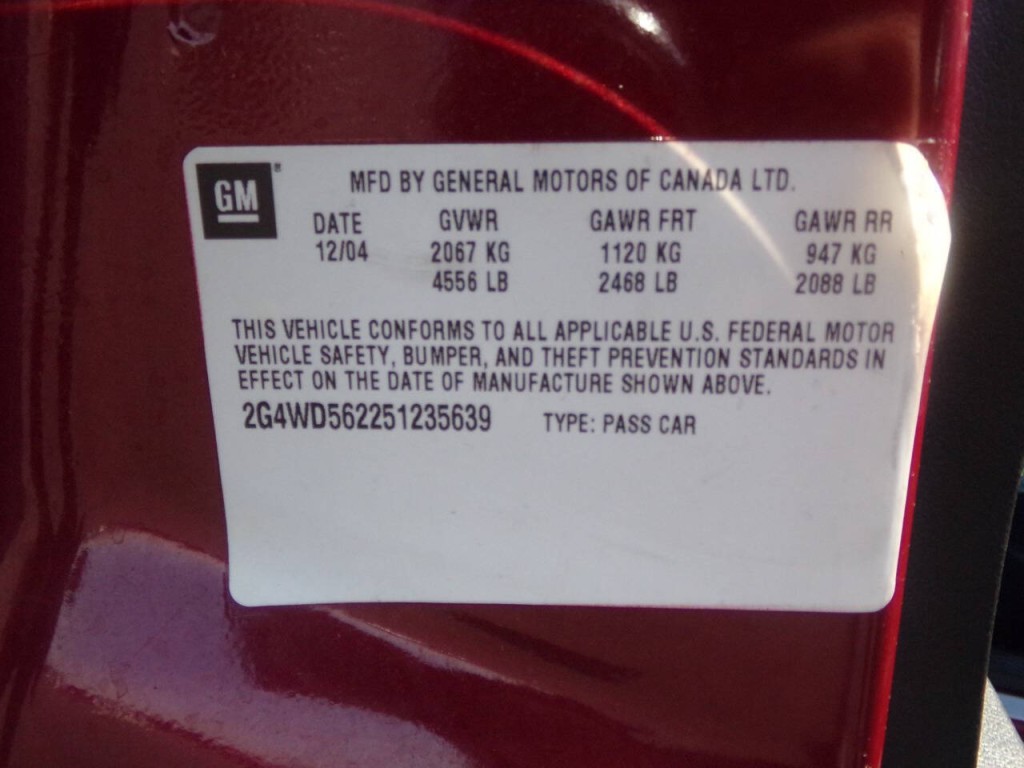 GM®
MFD BY GENERAL MOTORS OF CANADA LTD.
DATE GVWR GAWR FRT GAWR RR
12/04 2067 KG 1120 KG 947 KG
4556 LB 2468 LB 2088 LB
THIS VEHICLE CONFORMS TO ALL APPLICABLE U.S. FEDERAL MOTOR
VEHICLE SAFETY, BUMPER, AND THEFT PREVENTION STANDARDS IN
EFFECT ON THE DATE OF MANUFACTURE SHOWN ABOVE.
2G4WD562251235639 TYPE: PASS CAR